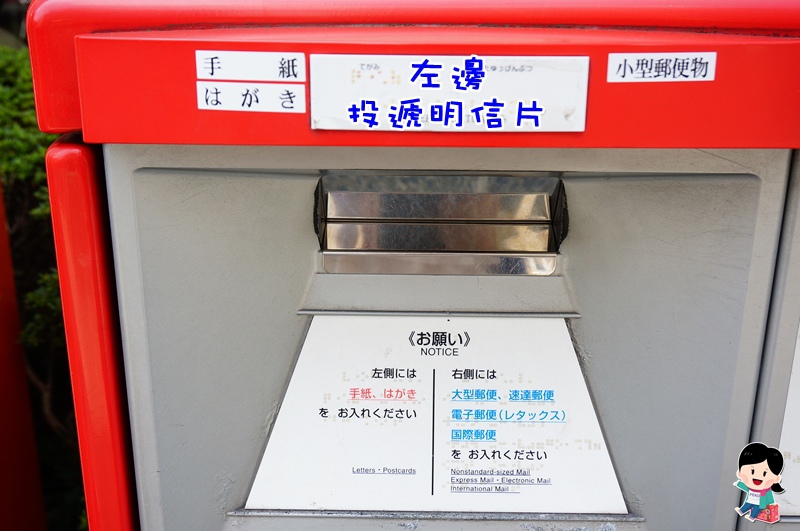 手紙
はがき
てがみ
左邊
投遞明信片
小型郵便物
《お願い》
NOTICE
左側には
手紙、はがき
を お入れください
Letters・Postcards
右側には
大型郵便、速達郵便
電子郵便(レタックス)
国際郵便
を お入れください
Nonstandard-sized Mail
Express Mail・Electronic Mail
International Mail